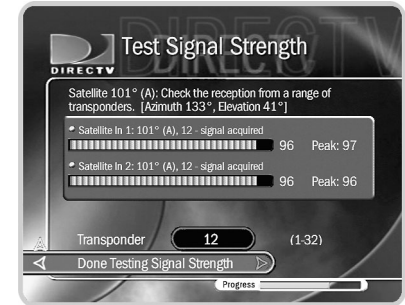 DIRECTV
Test Signal Strength
DIRECTV
Satellite 101° (A): Check the reception from a range of
transponders. [Azimuth 133°, Elevation 41°]
Satellite In 1: 101° (A), 12 - signal acquired
96 Peak: 97
Satellite In 2: 101° (A), 12 - signal acquired
96 Peak: 96
Transponder 12 (1-32)
Done Testing Signal Strength
Progress